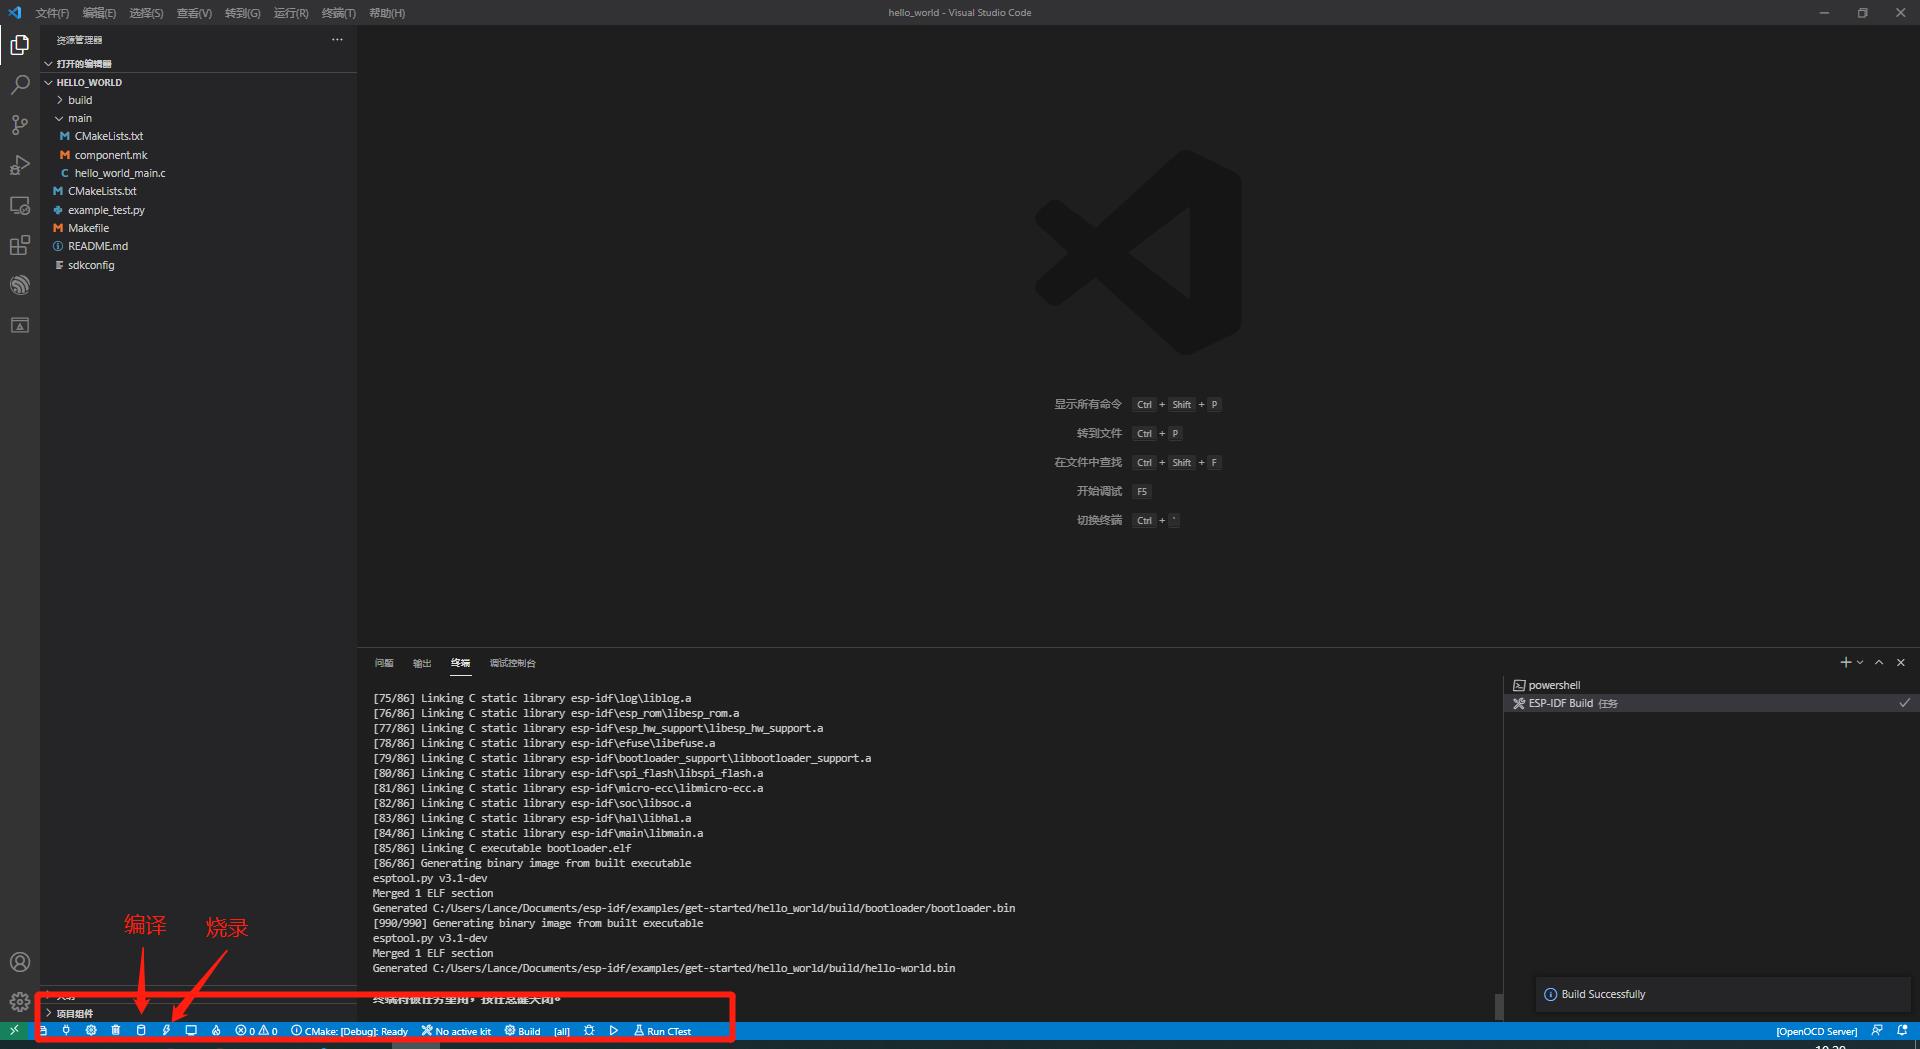 文件(F) 编辑(E) 选择(S) 查看(V) 转到(G) 运行(R) 终端(T) 帮助(H)
hello_world - Visual Studio Code
资源管理器
打开的编辑器
HELLO_WORLD
build
main
CMakeLists.txt
component.mk
hello_world_main.c
CMakeLists.txt
example_test.py
Makefile
README.md
sdkconfig
显示所有命令 Ctrl + Shift + P
转到文件 Ctrl + P
在文件中查找 Ctrl + Shift + F
开始调试 F5
切换终端 Ctrl + `
问题 输出 终端 调试控制台
[75/86] Linking C static library esp-idf\log\liblog.a
[76/86] Linking C static library esp-idf\esp_rom\libesp_rom.a
[77/86] Linking C static library esp-idf\esp_hw_support\libesp_hw_support.a
[78/86] Linking C static library esp-idf\efuse\libefuse.a
[79/86] Linking C static library esp-idf\bootloader_support\libbootloader_support.a
[80/86] Linking C static library esp-idf\spi_flash\libspi_flash.a
[81/86] Linking C static library esp-idf\micro-ecc\libmicro-ecc.a
[82/86] Linking C static library esp-idf\soc\libsoc.a
[83/86] Linking C static library esp-idf\hal\libhal.a
[84/86] Linking C static library esp-idf\main\libmain.a
[85/86] Linking C executable bootloader.elf
[86/86] Generating binary image from built executable
esptool.py v3.1-dev
Merged 1 ELF section
Generated C:/Users/Lance/Documents/esp-idf/examples/get-started/hello_world/build/bootloader/bootloader.bin
[990/990] Generating binary image from built executable
esptool.py v3.1-dev
Merged 1 ELF section
Generated C:/Users/Lance/Documents/esp-idf/examples/get-started/hello_world/build/hello-world.bin
终端将被任务重用，按任意键关闭。
powershell
ESP-IDF Build 任务
Build Successfully
编译
烧录
项目组件
0 0 CMake: [Debug]: Ready No active kit Build [all] Run CTest
[OpenOCD Server]